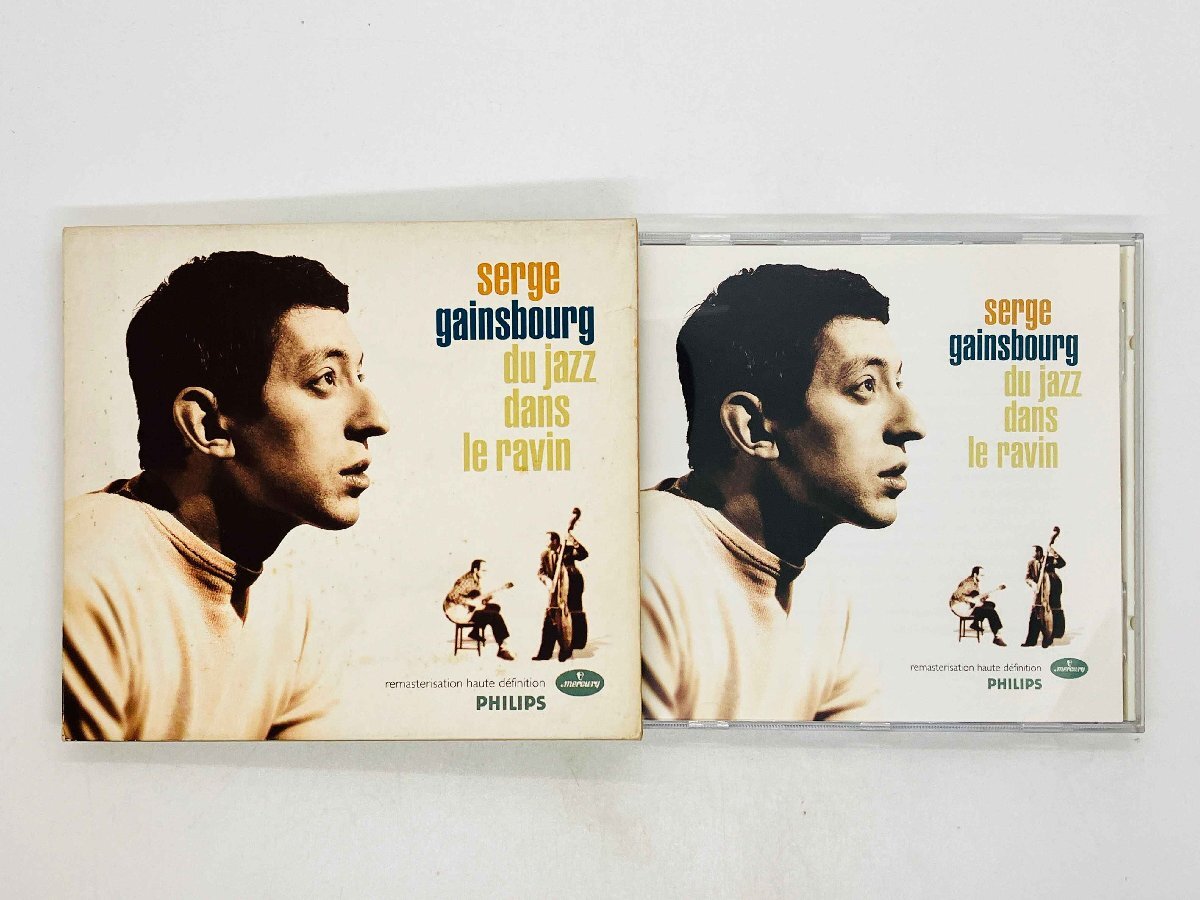 serge
gainsbourg
du jazz
dans
le ravin
remasterisation haute définition
mercury
PHILIPS
serge
gainsbourg
du jazz
dans
le ravin
remasterisation haute définition
mercury
PHILIPS